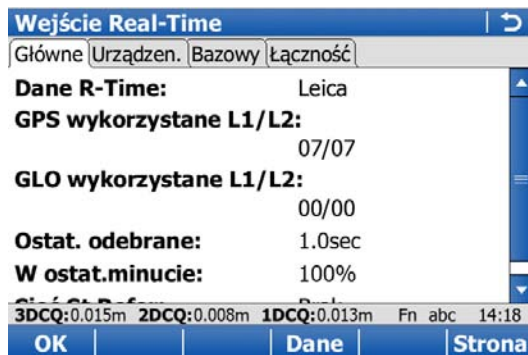 Wejście Real-Time
Główne Urządzen. Bazowy Łączność
Dane R-Time: Leica
GPS wykorzystane L1/L2:
07/07
GLO wykorzystane L1/L2:
00/00
Ostat. odebrane: 1.0sec
W ostat.minucie: 100%
3DCQ:0.015m 2DCQ:0.008m 1DCQ:0.013m Fn abc 14:18
OK Dane Strona